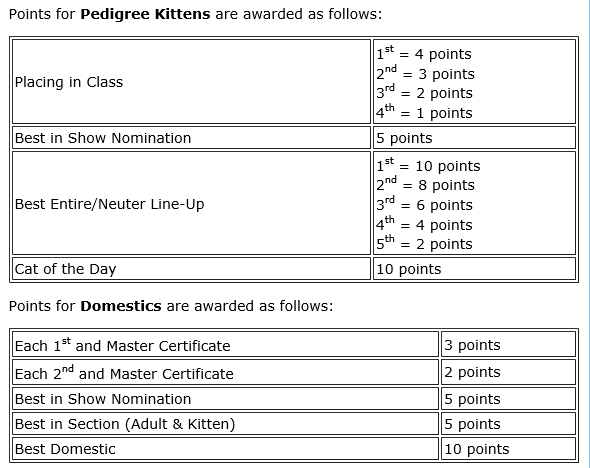 Points for Pedigree Kittens are awarded as follows:
Placing in Class
1st = 4 points
2nd = 3 points
3rd = 2 points
4th = 1 points
Best in Show Nomination 5 points
Best Entire/Neuter Line-Up
1st = 10 points
2nd = 8 points
3rd = 6 points
4th = 4 points
5th = 2 points
Cat of the Day 10 points
Points for Domestics are awarded as follows:
Each 1st and Master Certificate 3 points
Each 2nd and Master Certificate 2 points
Best in Show Nomination 5 points
Best in Section (Adult & Kitten) 5 points
Best Domestic 10 points